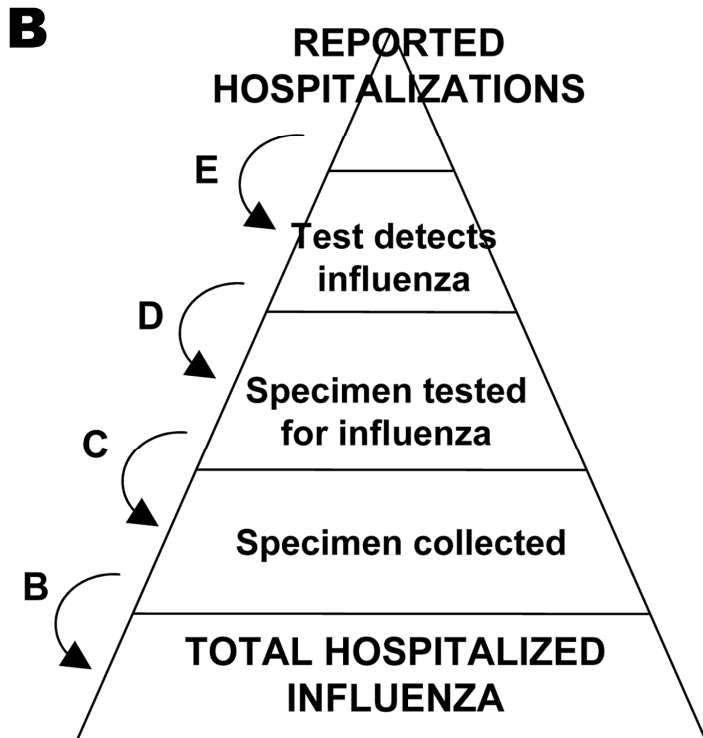 B
REPORTED
HOSPITALIZATIONS
E
Test detects
influenza
D
Specimen tested
for influenza
C
Specimen collected
B
TOTAL HOSPITALIZED
INFLUENZA